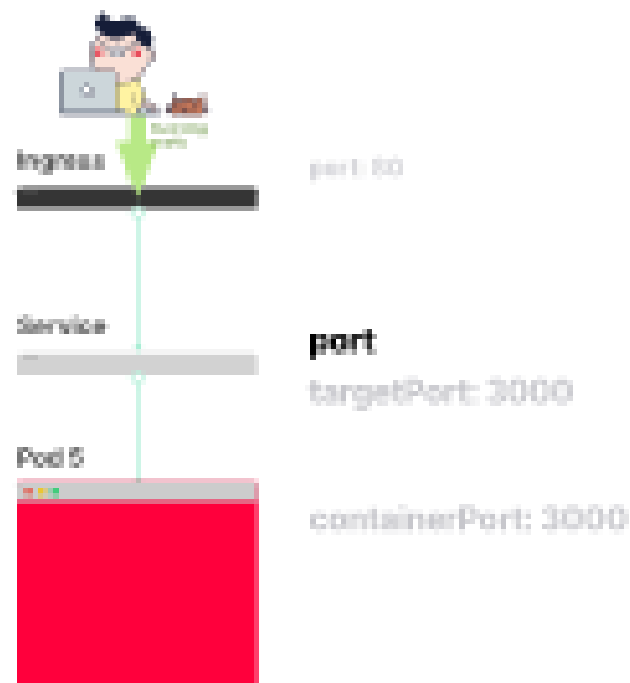 Ingress
port: 80
Service
port
targetPort: 3000
Pod 5
containerPort: 3000